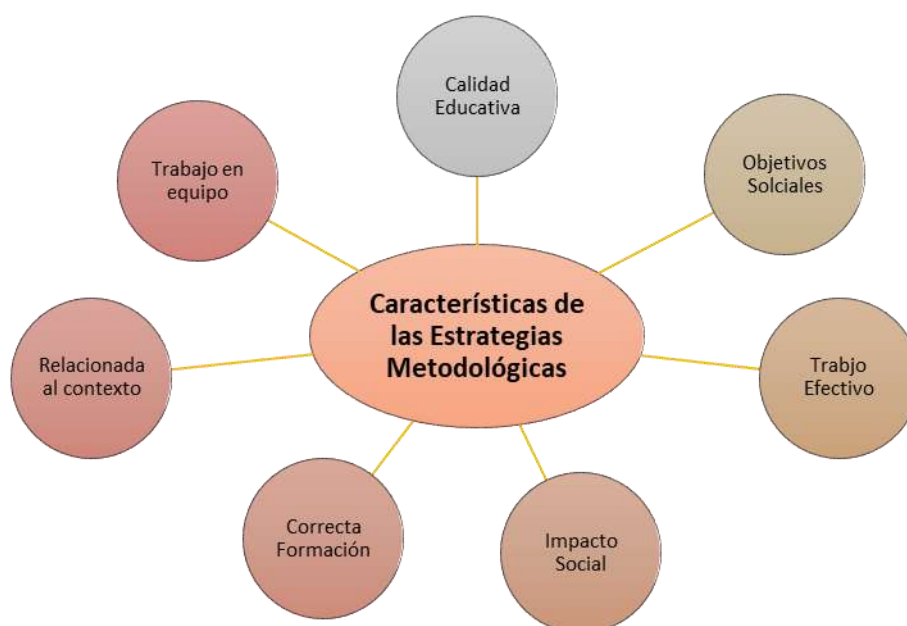 Calidad
Educativa
Trabajo en
equipo
Objetivos
Solciales
Características de
las Estrategias
Metodológicas
Relacionada
al contexto
Trabjo
Efectivo
Correcta
Formación
Impacto
Social